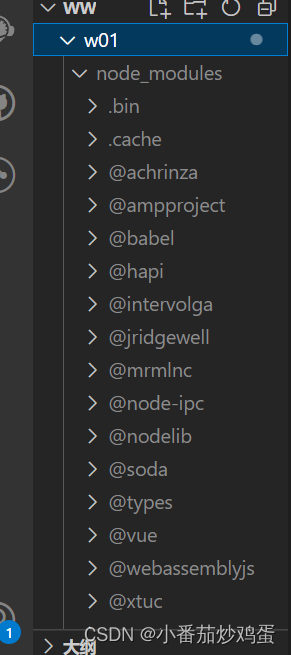 WW
w01
node_modules
.bin
.cache
@achrinza
@ampproject
@babel
@hapi
@intervolga
@jridgewell
@mrmlnc
@node-ipc
@nodelib
@soda
@types
@vue
@webassemblyjs
@xtuc
1
大纲
CSDN @小番茄炒鸡蛋